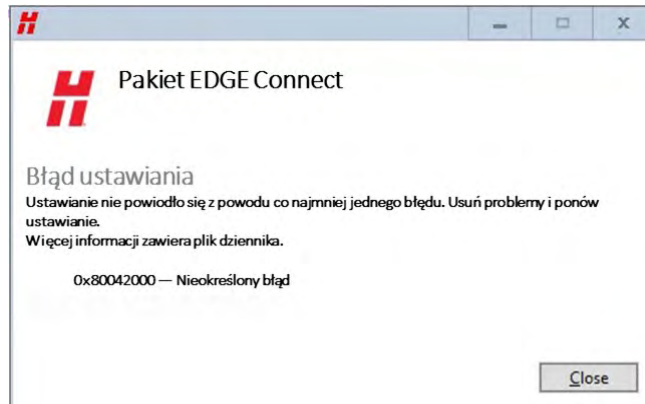 Pakiet EDGE Connect
Błąd ustawiania
Ustawianie nie powiodło się z powodu co najmniej jednego błędu. Usuń problemy i ponów
ustawianie.
Więcej informacji zawiera plik dziennika.
0x80042000 — Nieokreślony błąd
Close